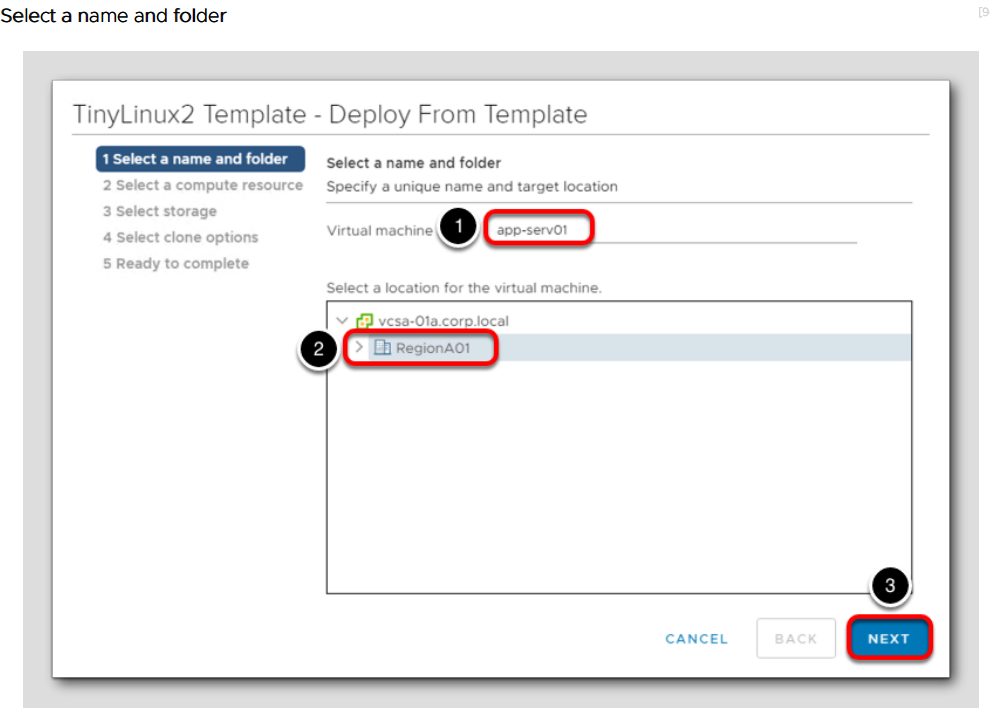 Select a name and folder
[9
TinyLinux2 Template - Deploy From Template
1 Select a name and folder
2 Select a compute resource
3 Select storage
4 Select clone options
5 Ready to complete
Select a name and folder
Specify a unique name and target location
Virtual machine 1 app-serv01
Select a location for the virtual machine.
vcsa-01a.corp.local
2 RegionA01
3
CANCEL BACK NEXT